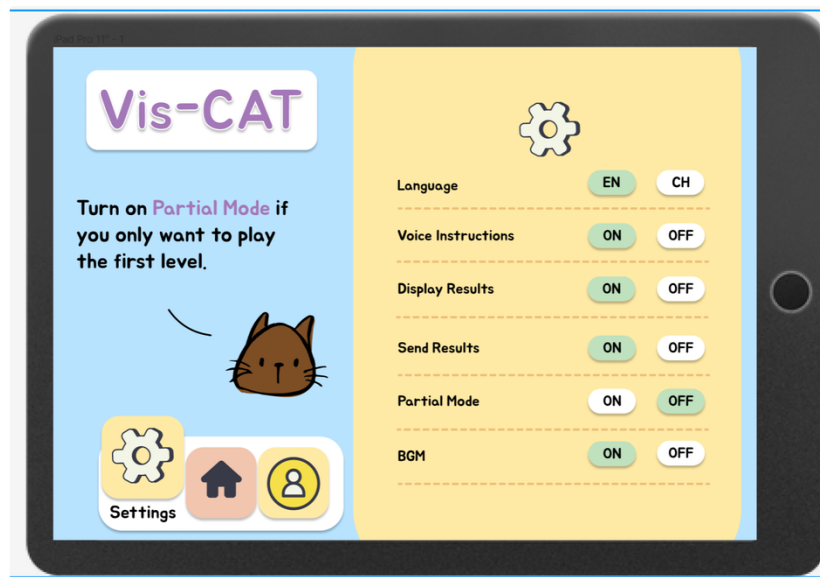 iPad Pro 11" - 1
Vis-CAT
Turn on Partial Mode if
you only want to play
the first level.
Settings
Language EN CH
Voice Instructions ON OFF
Display Results ON OFF
Send Results ON OFF
Partial Mode ON OFF
BGM ON OFF